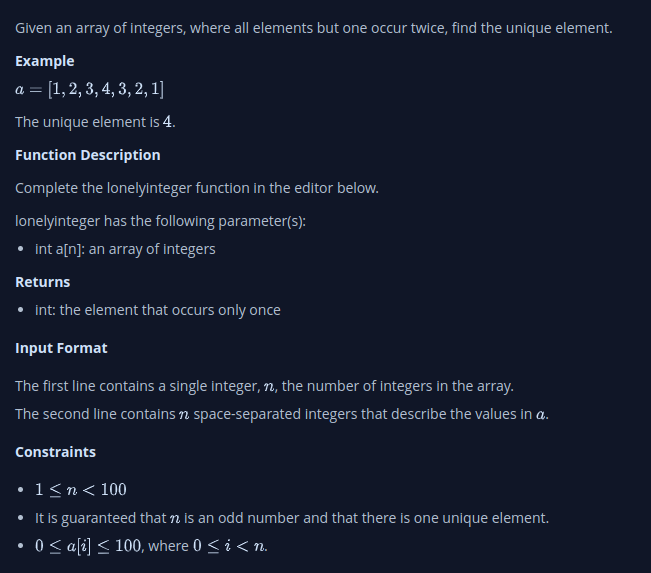 Given an array of integers, where all elements but one occur twice, find the unique element.
Example
a = [1, 2, 3, 4, 3, 2, 1]
The unique element is 4.
Function Description
Complete the lonelyinteger function in the editor below.
lonelyinteger has the following parameter(s):
• int a[n]: an array of integers
Returns
• int: the element that occurs only once
Input Format
The first line contains a single integer, n, the number of integers in the array.
The second line contains n space-separated integers that describe the values in a.
Constraints
• 1 ≤ n < 100
• It is guaranteed that n is an odd number and that there is one unique element.
• 0 ≤ a[i] ≤ 100, where 0 ≤ i < n.